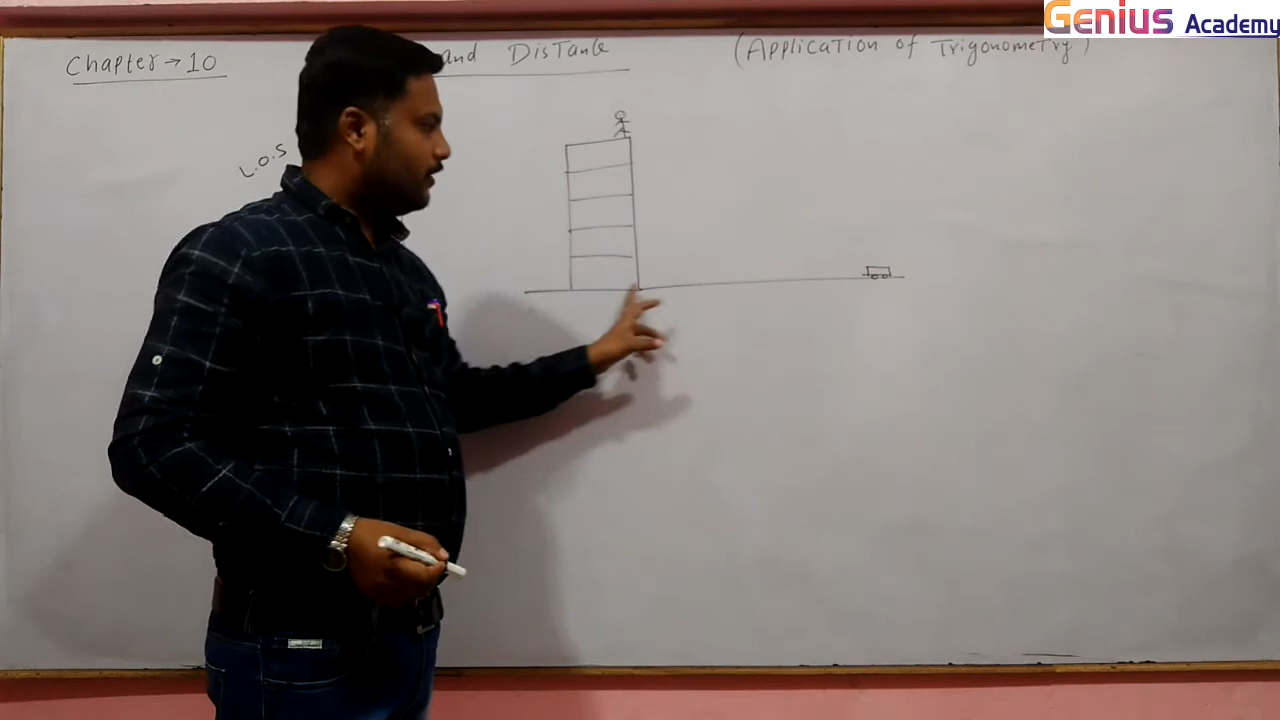 Genius Academy
Chapter → 10 and Distance (Application of Trigonometry)
L.O.S